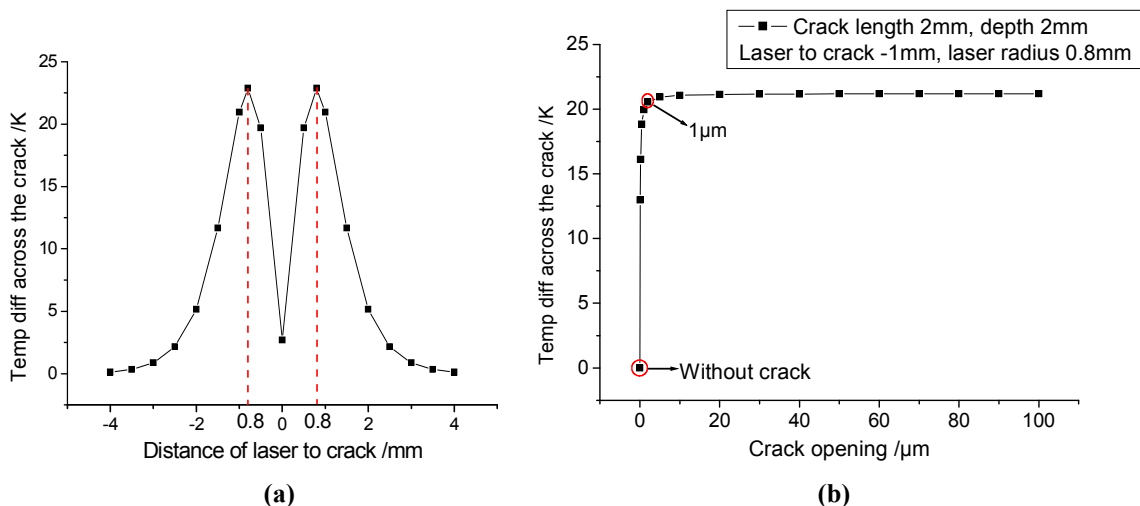 Crack length 2mm, depth 2mm
Laser to crack -1mm, laser radius 0.8mm
Temp diff across the crack /K
25
20
15
10
5
0
-4
-2
0.8
0
0.8
2
4
Distance of laser to crack /mm
(a)
Temp diff across the crack /K
25
20
15
10
5
0
1µm
Without crack
0
20
40
60
80
100
Crack opening /µm
(b)